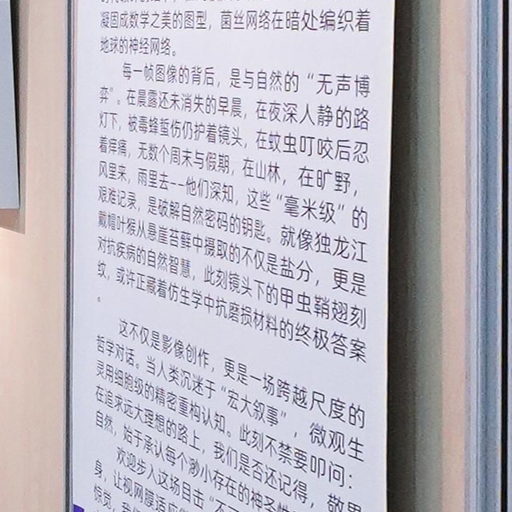 凝固成数学之美的图型，菌丝网络在暗处编织着
地球的神经网络。
每一帧图像的背后，是与自然的“无声博
弈”。在晨露还未消失的早晨，在夜深人静的路
灯下，被毒蜂蜇伤仍护着镜头，在蚊虫叮咬后忍
着痒痛，无数个周末与假期，在山林，在旷野，
风里来，雨里去--他们深知，这些“毫米级”的
艰难记录，是破解自然密码的钥匙。就像独龙江
戴帽叶猴从悬崖苔藓中摄取的不仅是盐分，更是
对抗疾病的自然智慧，此刻镜头下的甲虫鞘翅刻
纹，或许正藏着仿生学中抗磨损材料的终极答案
。
这不仅是影像创作，更是一场跨越尺度的
哲学对话。当人类沉迷于“宏大叙事”，微观生
灵用细胞级的精密重构认知。此刻不禁要叩问：
在追求远大理想的路上，我们是否还记得，敬畏
自然，始于承认每个渺小存在的神圣性
欢迎步入这场目击“不
身，让视网膜适应
惊觉，我们